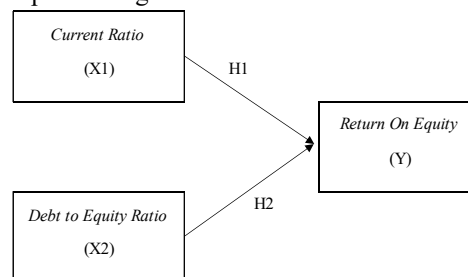 Current Ratio
(X1)
H1
Return On Equity
(Y)
Debt to Equity Ratio
(X2)
H2